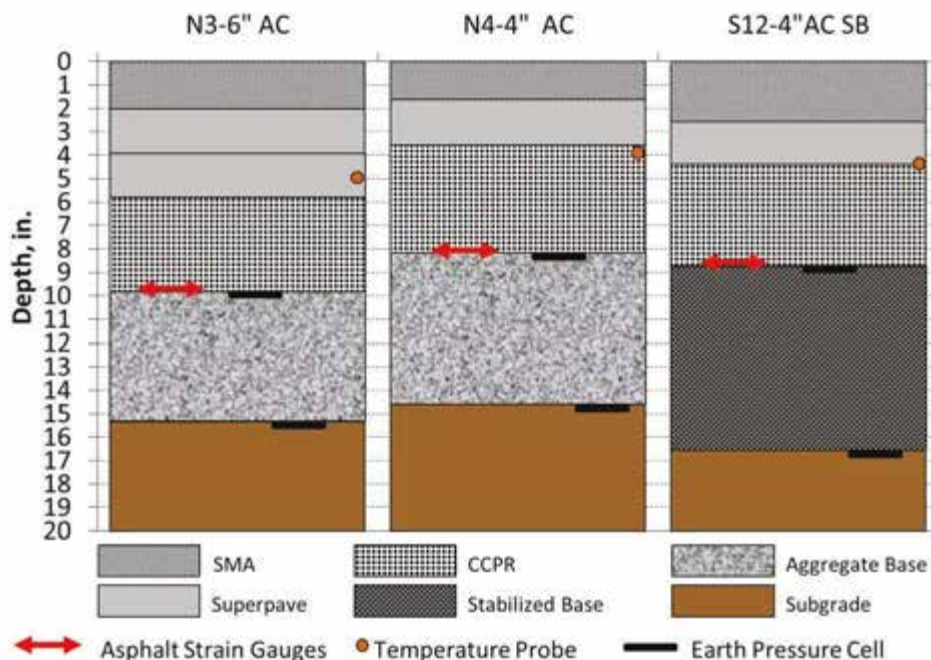 N3-6" AC
N4-4" AC
S12-4"AC SB
Depth, in.
0
1
2
3
4
5
6
7
8
9
10
11
12
13
14
15
16
17
18
19
20
SMA
CCPR
Aggregate Base
Superpave
Stabilized Base
Subgrade
Asphalt Strain Gauges
Temperature Probe
Earth Pressure Cell